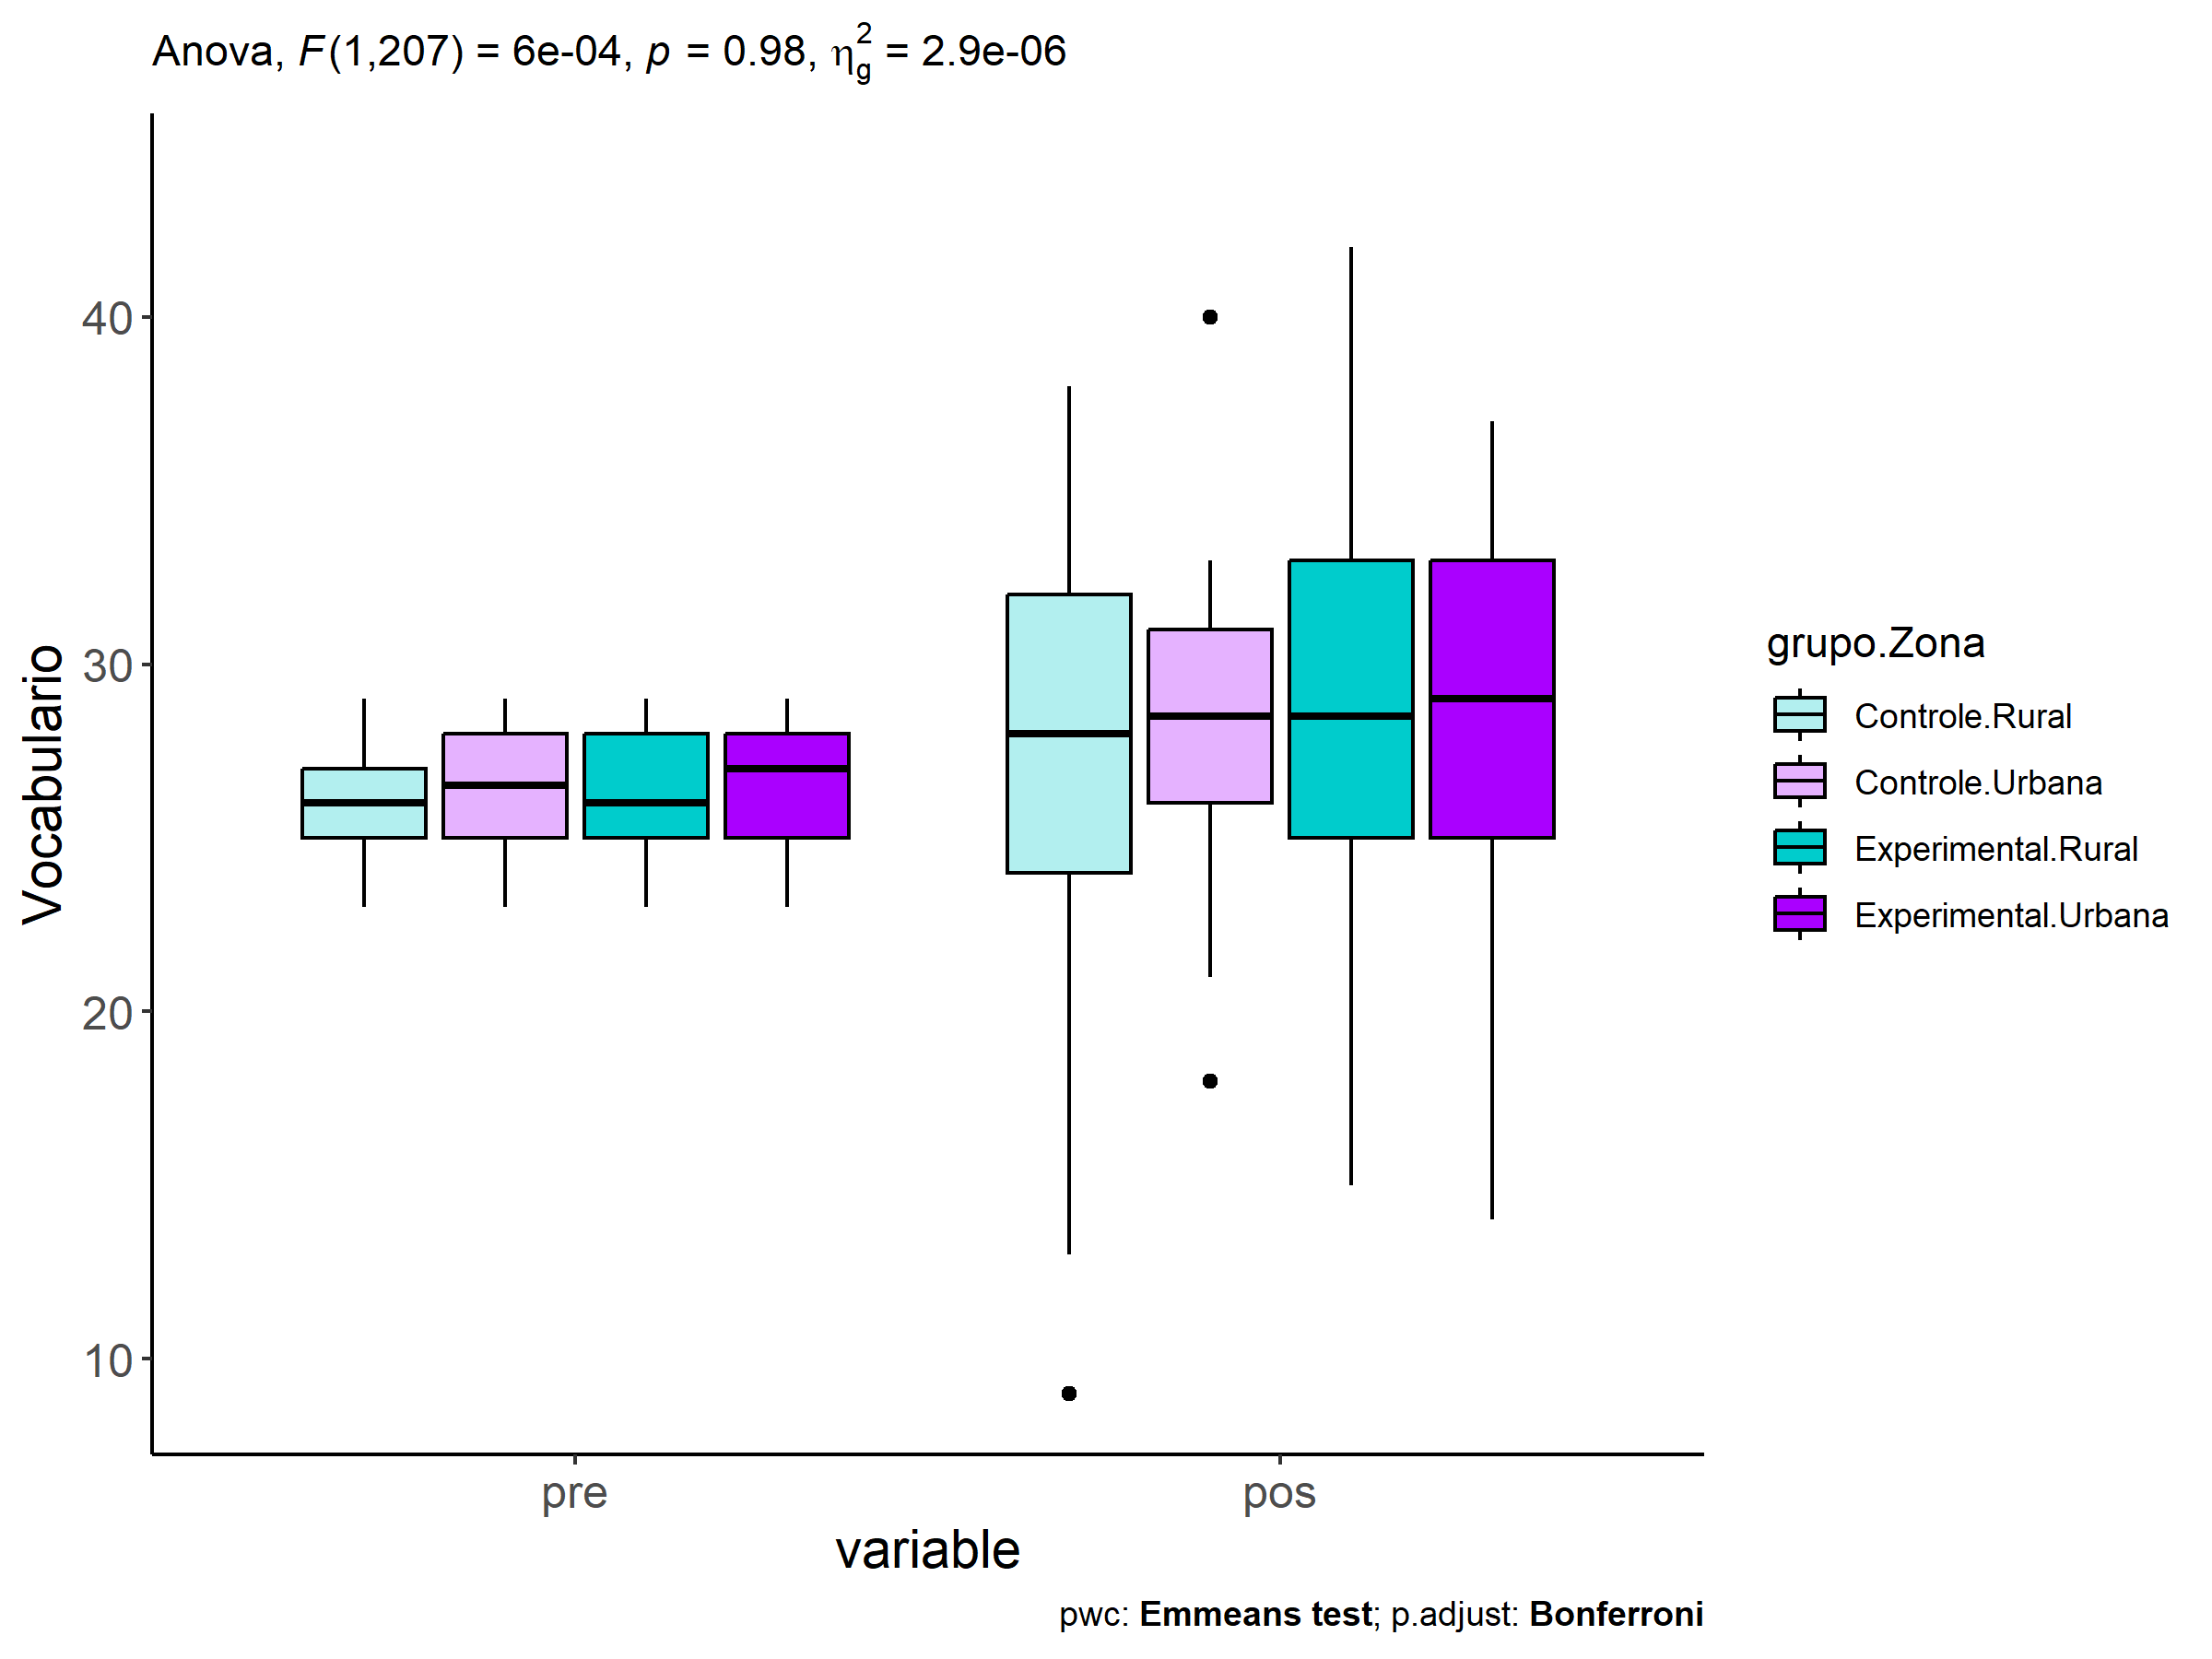 Anova, F(1,207) = 6e-04, p = 0.98, η²g = 2.9e-06
Vocabulario
40
30
20
10
pre
pos
variable
grupo.Zona
Controle.Rural
Controle.Urbana
Experimental.Rural
Experimental.Urbana
pwc: Emmeans test; p.adjust: Bonferroni